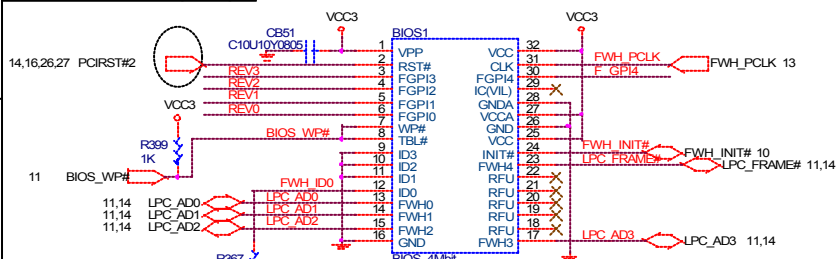 VCC3 VCC3
CB51 BIOS1
C10U10Y0805
1 VPP VCC 32
14,16,26,27 PCIRST#2 2 RST# CLK 31 FWH_PCLK FWH_PCLK 13
REV3 3 FGPI3 FGPI4 30 F_GPI4
REV2 4 FGPI2 IC(VIL) 29
REV1 5 FGPI1 GNDA 28
VCC3 REV0 6 FGPI0 VCCA 27
7 WP# GND 26
BIOS_WP# 8 TBL# VCC 25
R399 9 ID3 INIT# 24 FWH_INIT# FWH_INIT# 10
1K 10 ID2 FWH4 23 LPC_FRAME# LPC_FRAME# 11,14
11 BIOS_WP# 11 ID1 RFU 22
FWH_ID0 12 ID0 RFU 21
11,14 LPC_AD0 LPC_AD0 13 FWH0 RFU 20
11,14 LPC_AD1 LPC_AD1 14 FWH1 RFU 19
11,14 LPC_AD2 LPC_AD2 15 FWH2 RFU 18
16 GND FWH3 17 LPC_AD3 LPC_AD3 11,14
R367 BIOS_4Mbit